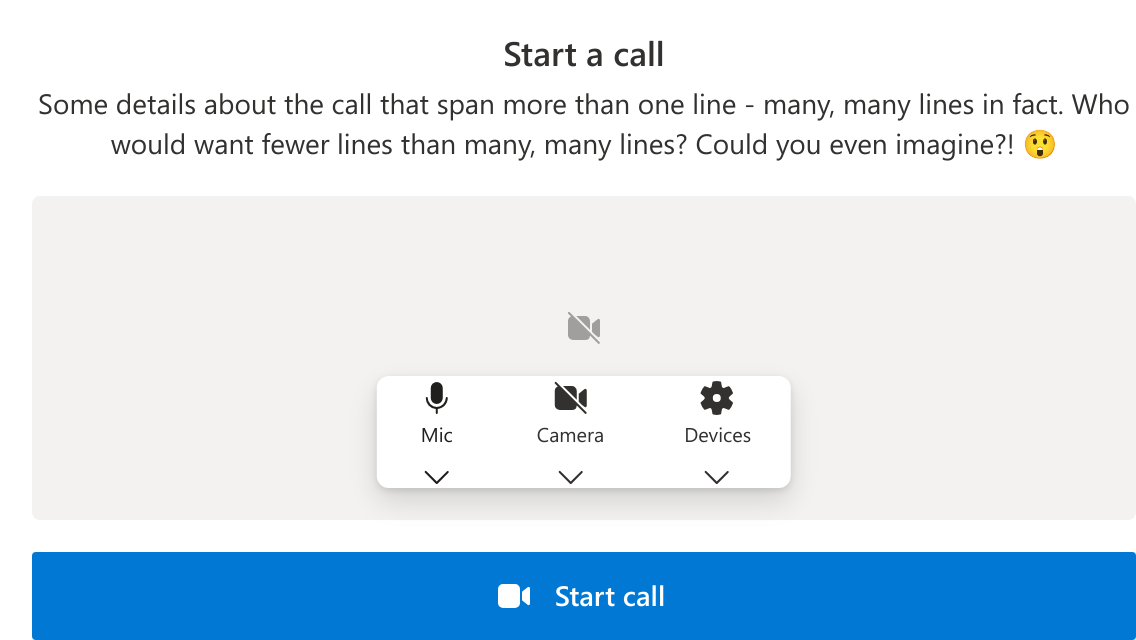 Start a call
Some details about the call that span more than one line - many, many lines in fact. Who
would want fewer lines than many, many lines? Could you even imagine?! 😲
Mic
Camera
Devices
Start call